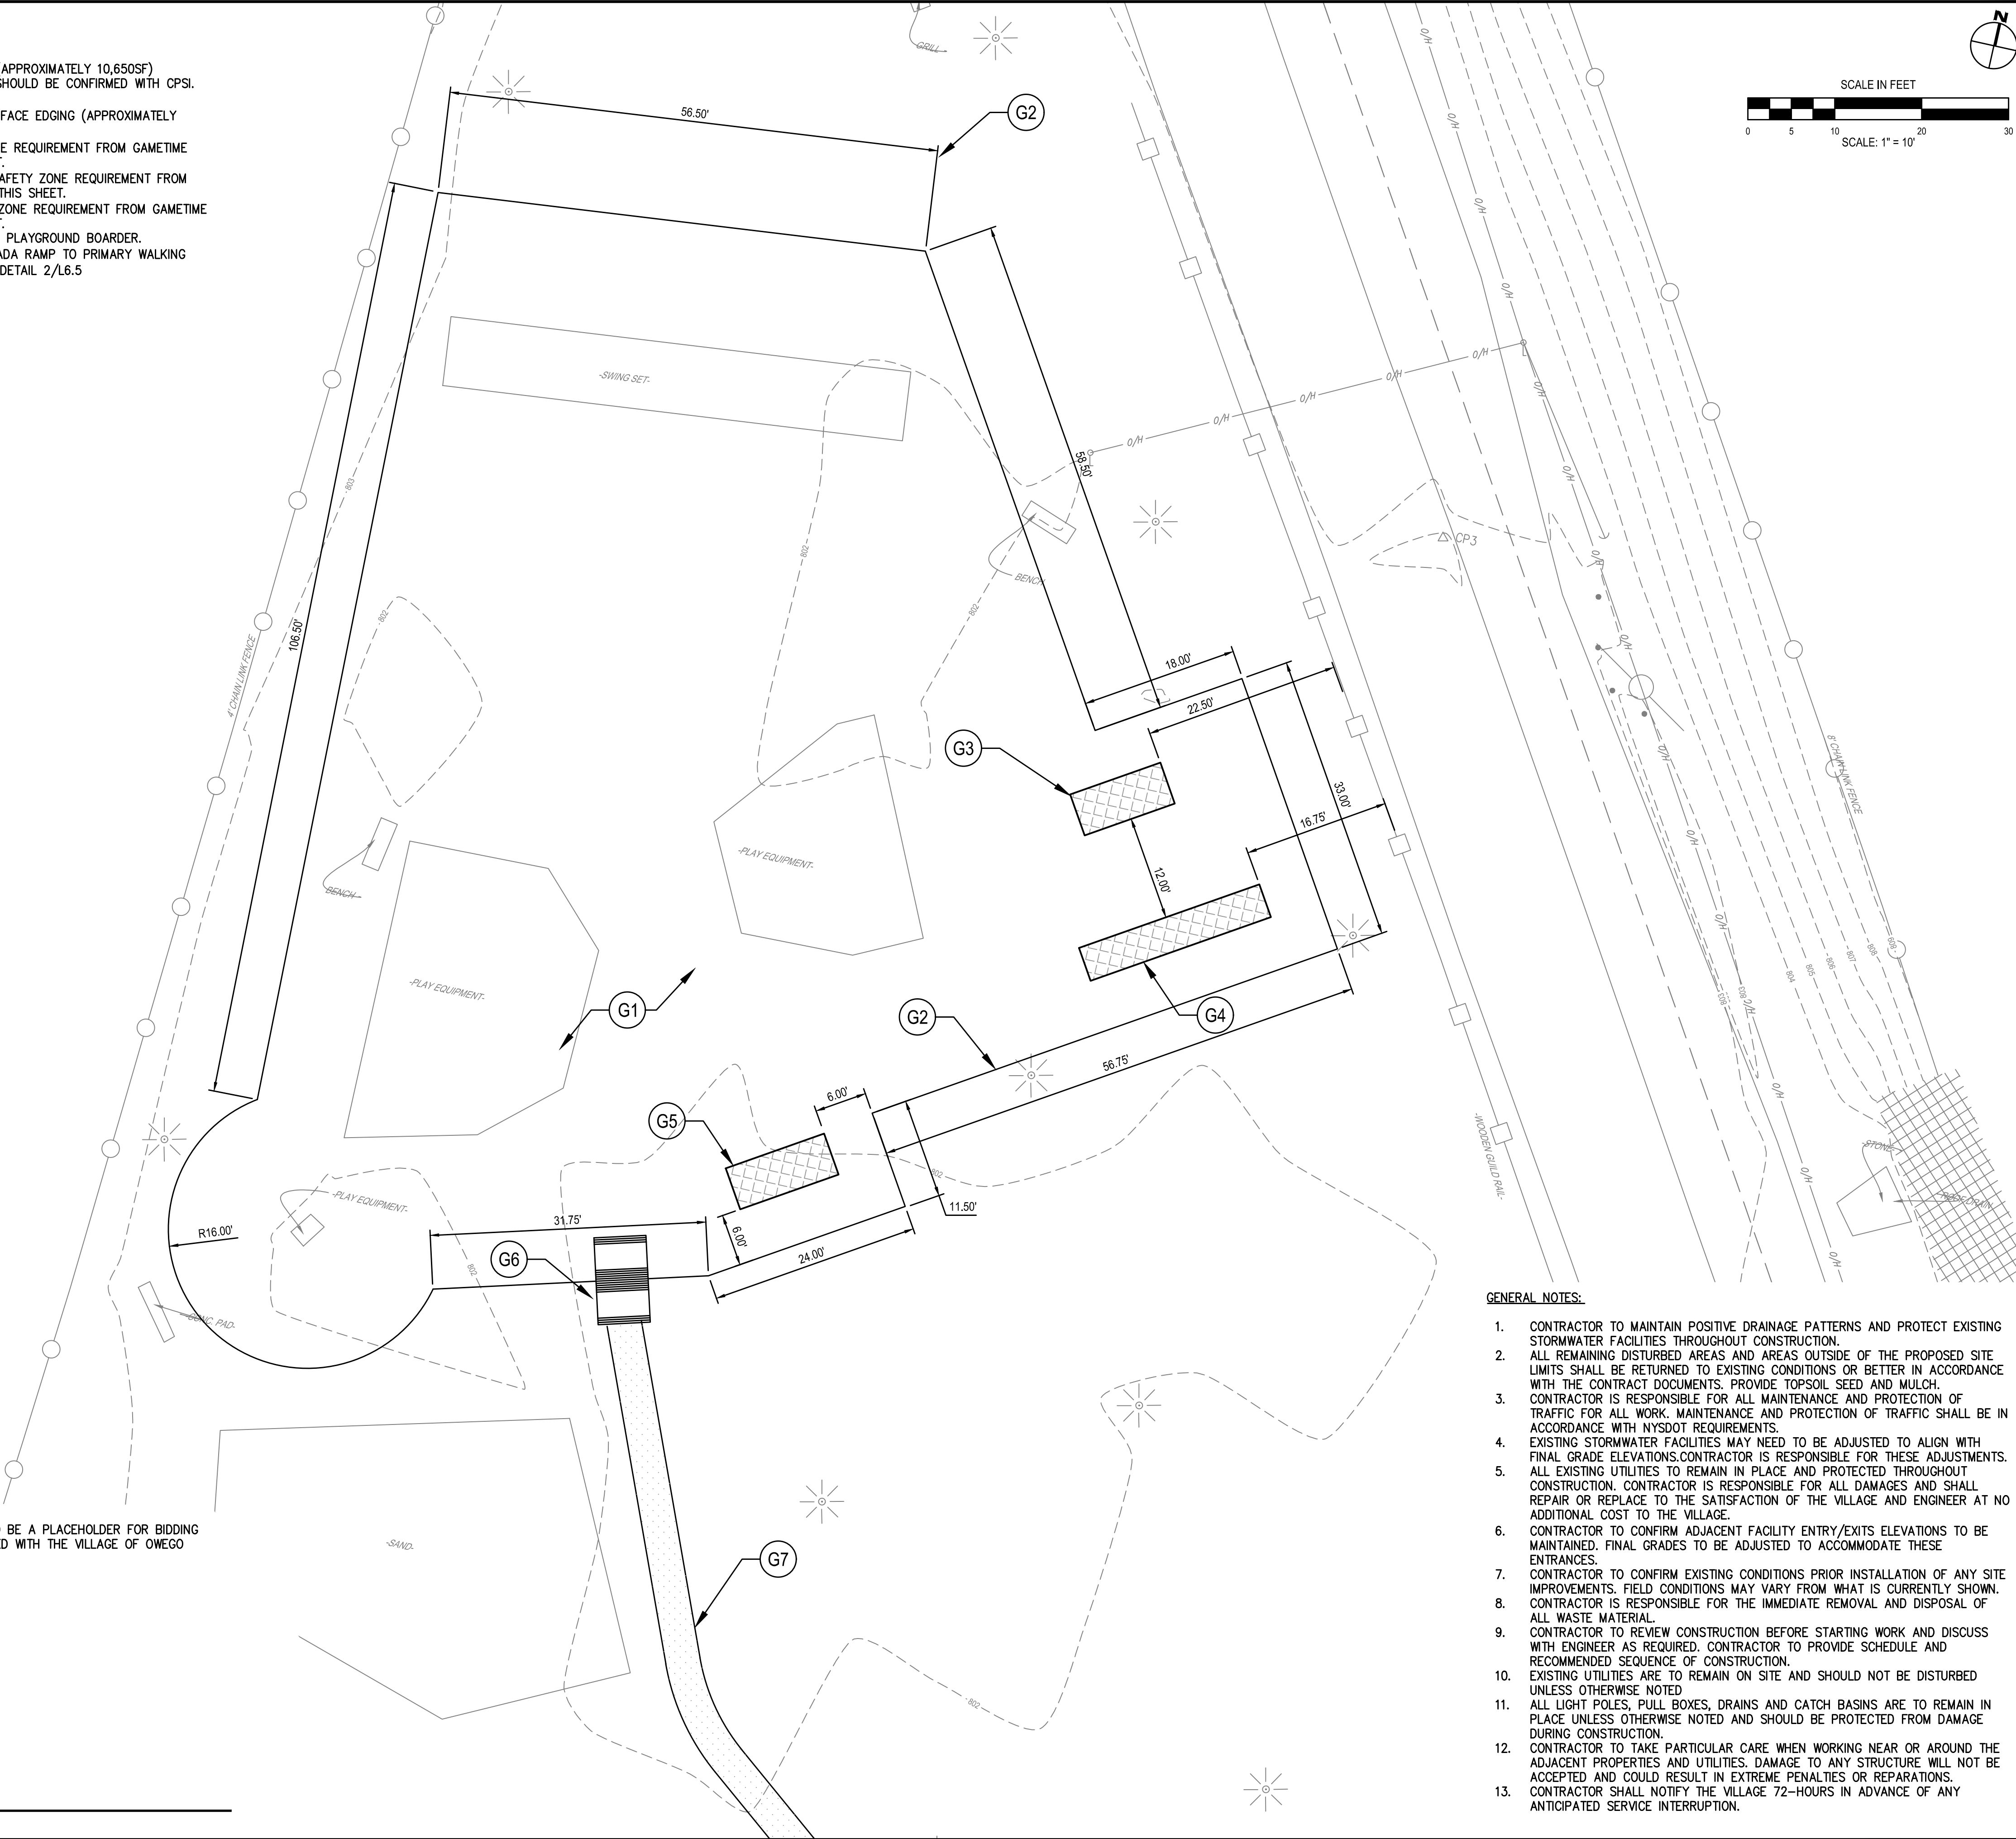 (APPROXIMATELY 10,650SF)
SHOULD BE CONFIRMED WITH CPSI.
FACE EDGING (APPROXIMATELY
E REQUIREMENT FROM GAMETIME
AFETY ZONE REQUIREMENT FROM
THIS SHEET.
ZONE REQUIREMENT FROM GAMETIME
PLAYGROUND BOARDER.
ADA RAMP TO PRIMARY WALKING
DETAIL 2/L6.5
N
SCALE IN FEET
0 5 10 20 30
SCALE: 1" = 10'
-GRILL-
56.50'
G2
O/H
O/H
O/H
O/H
O/H
O/H
O/H
O/H
O/H
O/H
O/H
-SWING SET-
58.50'
803
802
BENCH
802
CP3
O/H
O/H
106.50'
802
4' CHAIN LINK FENCE
18.00'
22.50'
G3
33.00'
16.75'
12.00'
O/H
O/H
O/H
O/H
8' CHAIN LINK FENCE
-PLAY EQUIPMENT-
-BENCH-
-PLAY EQUIPMENT-
G1
G2
G4
56.75'
803
803
804
805
806
807
808
809
6.00'
G5
802
11.50'
-PLAY EQUIPMENT-
R16.00'
31.75'
6.00'
24.00'
G6
802
-CONC. PAD-
-WOODEN GUILD RAIL-
O/H
O/H
O/H
-STONE-
-ROOF DRAIN-
BE A PLACEHOLDER FOR BIDDING
ED WITH THE VILLAGE OF OWEGO
-SAND-
G7
802
GENERAL NOTES:
1. CONTRACTOR TO MAINTAIN POSITIVE DRAINAGE PATTERNS AND PROTECT EXISTING
STORMWATER FACILITIES THROUGHOUT CONSTRUCTION.
2. ALL REMAINING DISTURBED AREAS AND AREAS OUTSIDE OF THE PROPOSED SITE
LIMITS SHALL BE RETURNED TO EXISTING CONDITIONS OR BETTER IN ACCORDANCE
WITH THE CONTRACT DOCUMENTS. PROVIDE TOPSOIL SEED AND MULCH.
3. CONTRACTOR IS RESPONSIBLE FOR ALL MAINTENANCE AND PROTECTION OF
TRAFFIC FOR ALL WORK. MAINTENANCE AND PROTECTION OF TRAFFIC SHALL BE IN
ACCORDANCE WITH NYSDOT REQUIREMENTS.
4. EXISTING STORMWATER FACILITIES MAY NEED TO BE ADJUSTED TO ALIGN WITH
FINAL GRADE ELEVATIONS.CONTRACTOR IS RESPONSIBLE FOR THESE ADJUSTMENTS.
5. ALL EXISTING UTILITIES TO REMAIN IN PLACE AND PROTECTED THROUGHOUT
CONSTRUCTION. CONTRACTOR IS RESPONSIBLE FOR ALL DAMAGES AND SHALL
REPAIR OR REPLACE TO THE SATISFACTION OF THE VILLAGE AND ENGINEER AT NO
ADDITIONAL COST TO THE VILLAGE.
6. CONTRACTOR TO CONFIRM ADJACENT FACILITY ENTRY/EXITS ELEVATIONS TO BE
MAINTAINED. FINAL GRADES TO BE ADJUSTED TO ACCOMMODATE THESE
ENTRANCES.
7. CONTRACTOR TO CONFIRM EXISTING CONDITIONS PRIOR INSTALLATION OF ANY SITE
IMPROVEMENTS. FIELD CONDITIONS MAY VARY FROM WHAT IS CURRENTLY SHOWN.
8. CONTRACTOR IS RESPONSIBLE FOR THE IMMEDIATE REMOVAL AND DISPOSAL OF
ALL WASTE MATERIAL.
9. CONTRACTOR TO REVIEW CONSTRUCTION BEFORE STARTING WORK AND DISCUSS
WITH ENGINEER AS REQUIRED. CONTRACTOR TO PROVIDE SCHEDULE AND
RECOMMENDED SEQUENCE OF CONSTRUCTION.
10. EXISTING UTILITIES ARE TO REMAIN ON SITE AND SHOULD NOT BE DISTURBED
UNLESS OTHERWISE NOTED
11. ALL LIGHT POLES, PULL BOXES, DRAINS AND CATCH BASINS ARE TO REMAIN IN
PLACE UNLESS OTHERWISE NOTED AND SHOULD BE PROTECTED FROM DAMAGE
DURING CONSTRUCTION.
12. CONTRACTOR TO TAKE PARTICULAR CARE WHEN WORKING NEAR OR AROUND THE
ADJACENT PROPERTIES AND UTILITIES. DAMAGE TO ANY STRUCTURE WILL NOT BE
ACCEPTED AND COULD RESULT IN EXTREME PENALTIES OR REPARATIONS.
13. CONTRACTOR SHALL NOTIFY THE VILLAGE 72-HOURS IN ADVANCE OF ANY
ANTICIPATED SERVICE INTERRUPTION.